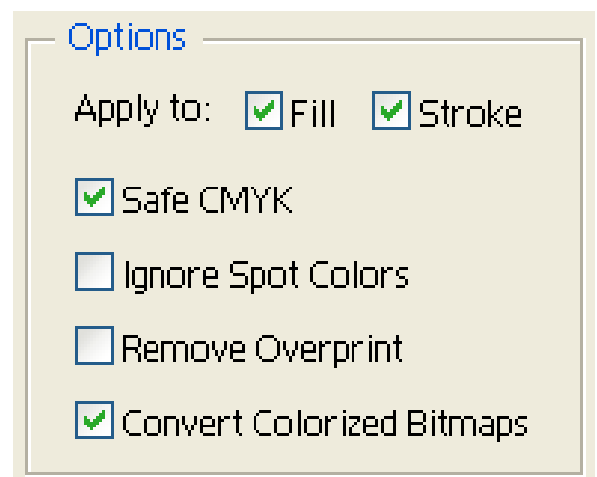 Options
Apply to: Fill Stroke
Safe CMYK
Ignore Spot Colors
Remove Overprint
Convert Colorized Bitmaps